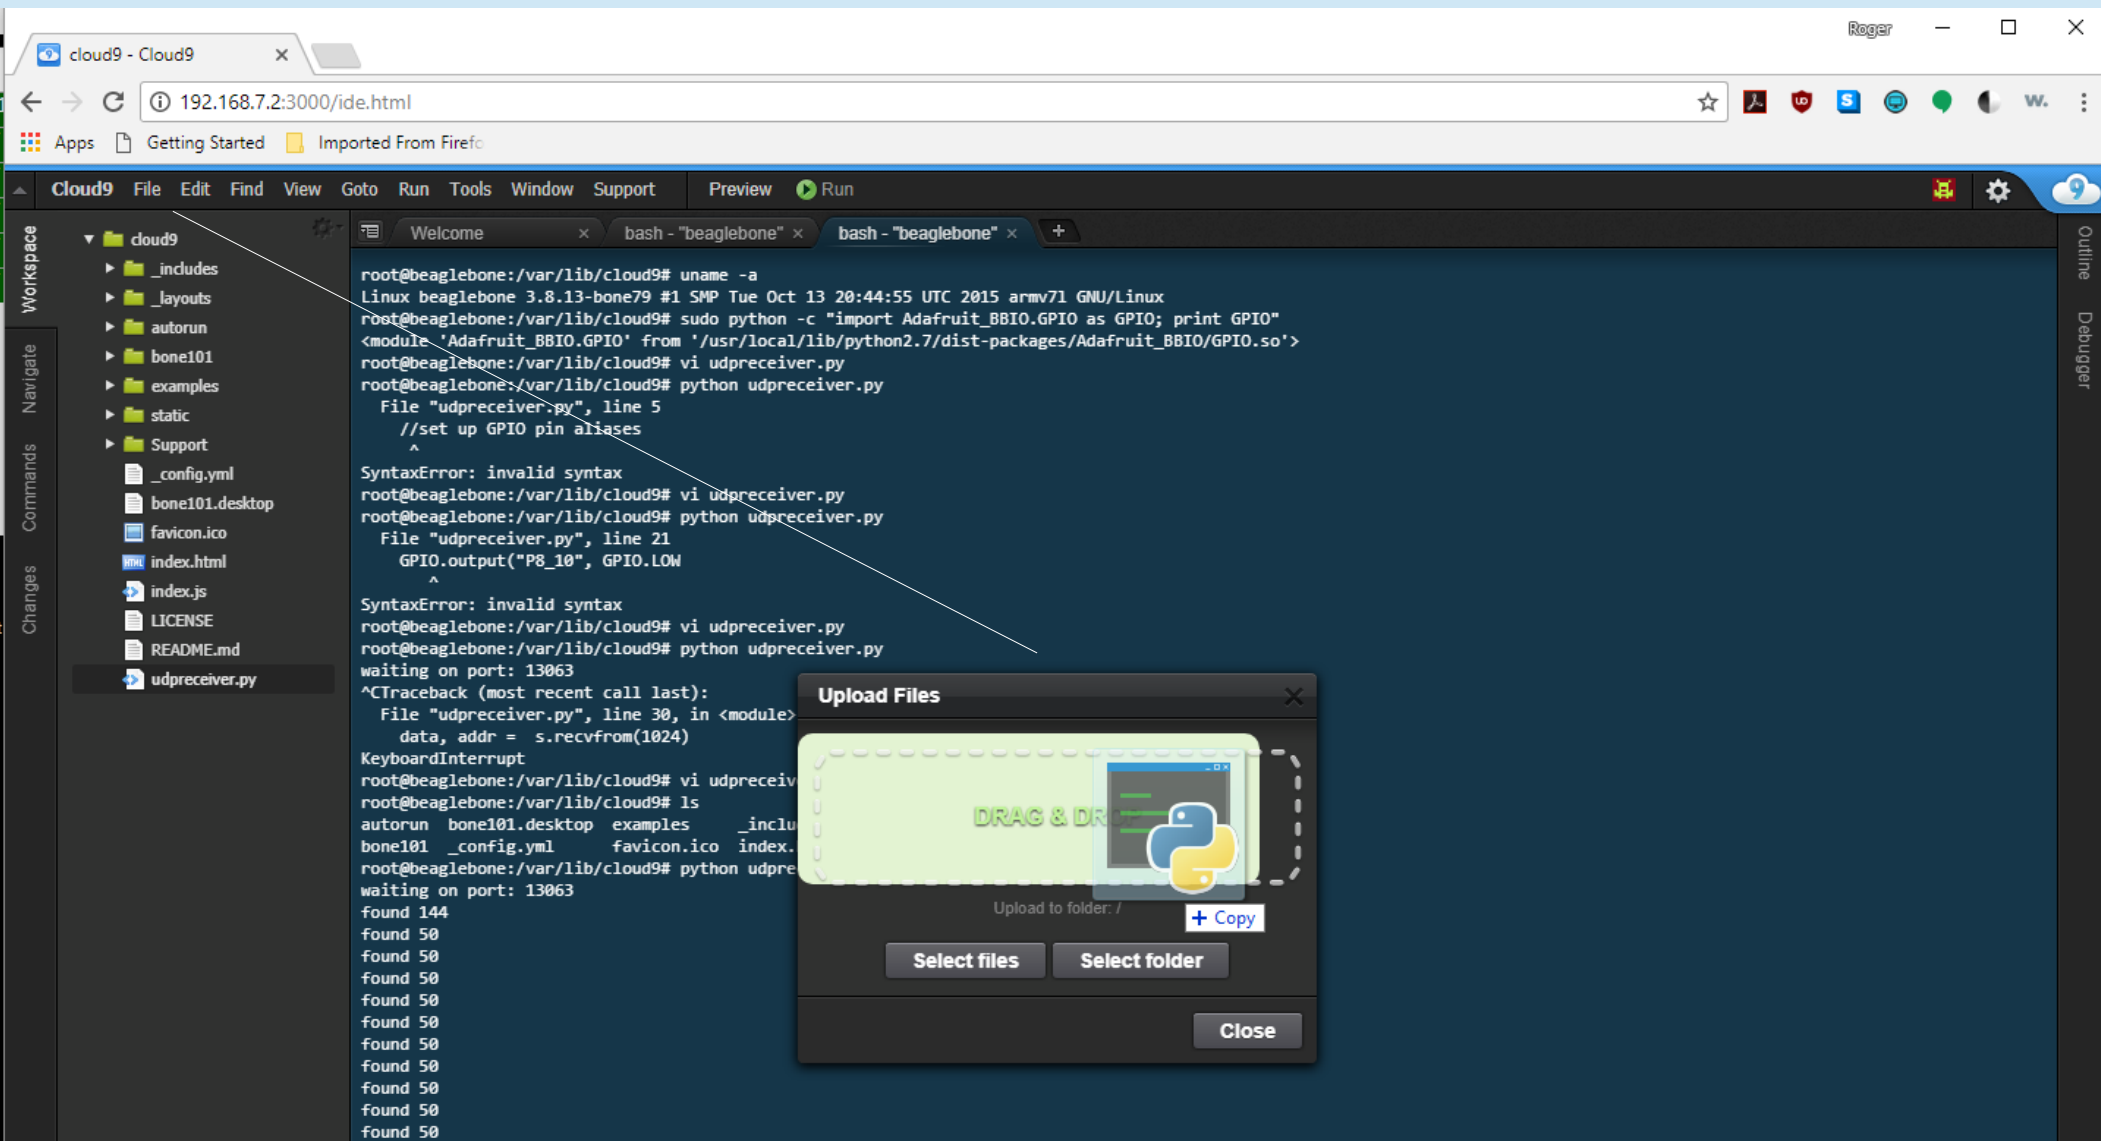 Roger
cloud9 - Cloud9
192.168.7.2:3000/ide.html
Apps Getting Started Imported From Firefo
Cloud9 File Edit Find View Goto Run Tools Window Support Preview Run
Workspace
Navigate
Commands
Changes
cloud9
_includes
_layouts
autorun
bone101
examples
static
Support
_config.yml
bone101.desktop
favicon.ico
index.html
index.js
LICENSE
README.md
udpreceiver.py
Welcome bash - "beaglebone" bash - "beaglebone"
root@beaglebone:/var/lib/cloud9# uname -a
Linux beaglebone 3.8.13-bone79 #1 SMP Tue Oct 13 20:44:55 UTC 2015 armv7l GNU/Linux
root@beaglebone:/var/lib/cloud9# sudo python -c "import Adafruit_BBIO.GPIO as GPIO; print GPIO"
<module 'Adafruit_BBIO.GPIO' from '/usr/local/lib/python2.7/dist-packages/Adafruit_BBIO/GPIO.so'>
root@beaglebone:/var/lib/cloud9# vi udpreceiver.py
root@beaglebone:/var/lib/cloud9# python udpreceiver.py
File "udpreceiver.py", line 5
//set up GPIO pin aliases
^
SyntaxError: invalid syntax
root@beaglebone:/var/lib/cloud9# vi udpreceiver.py
root@beaglebone:/var/lib/cloud9# python udpreceiver.py
File "udpreceiver.py", line 21
GPIO.output("P8_10", GPIO.LOW
^
SyntaxError: invalid syntax
root@beaglebone:/var/lib/cloud9# vi udpreceiver.py
root@beaglebone:/var/lib/cloud9# python udpreceiver.py
waiting on port: 13063
^CTraceback (most recent call last):
File "udpreceiver.py", line 30, in <module>
data, addr = s.recvfrom(1024)
KeyboardInterrupt
root@beaglebone:/var/lib/cloud9# vi udpreceiv
root@beaglebone:/var/lib/cloud9# ls
autorun bone101.desktop examples _inclu
bone101 _config.yml favicon.ico index.
root@beaglebone:/var/lib/cloud9# python udpre
waiting on port: 13063
found 144
found 50
found 50
found 50
found 50
found 50
found 50
found 50
found 50
found 50
found 50
Upload Files
DRAG & DROP
Upload to folder: /
+ Copy
Select files Select folder
Close
Outline
Debugger